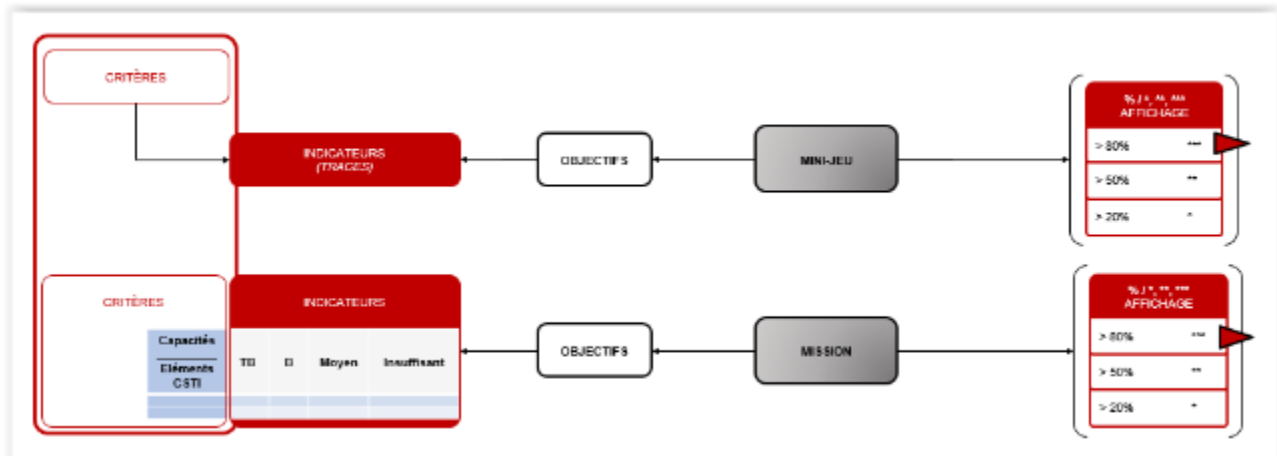 CRITÈRES
INDICATEURS
(TRACES)
OBJECTIFS
MINI-JEU
% / *, **, ***
AFFICHAGE
> 80% ***
> 50% **
> 20% *
CRITÈRES
Capacités
Eléments
CSTI
INDICATEURS
TB B Moyen Insuffisant
OBJECTIFS
MISSION
% / *, **, ***
AFFICHAGE
> 80% ***
> 50% **
> 20% *